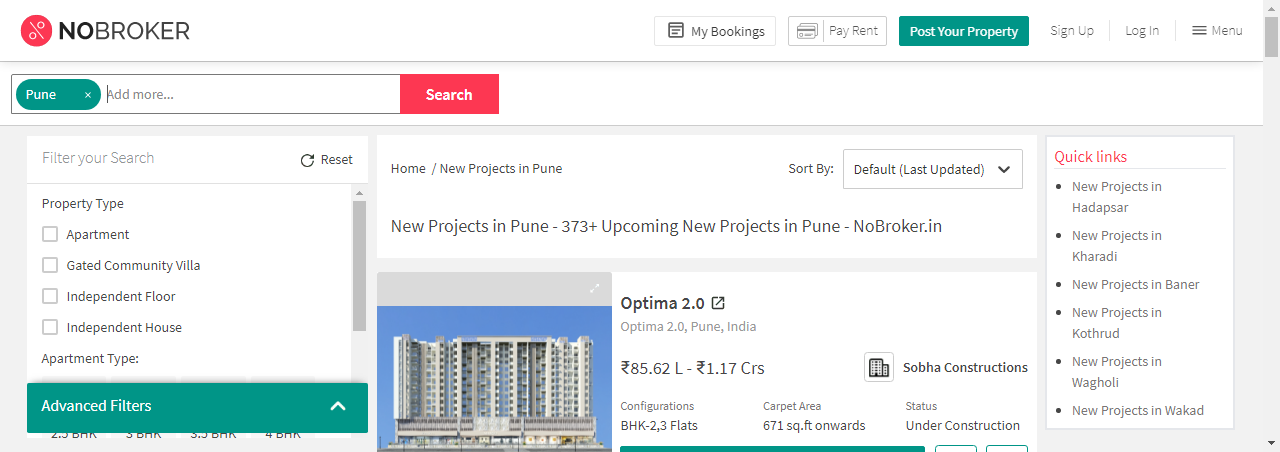 NOBROKER
My Bookings
Pay Rent
Post Your Property
Sign Up
Log In
Menu
Pune ×
Add more...
Search
Filter your Search
Reset
Property Type
Apartment
Gated Community Villa
Independent Floor
Independent House
Apartment Type:
Advanced Filters
2.5 BHK
3 BHK
3.5 BHK
4 BHK
Home / New Projects in Pune
Sort By:
Default (Last Updated)
New Projects in Pune - 373+ Upcoming New Projects in Pune - NoBroker.in
Optima 2.0
Optima 2.0, Pune, India
₹85.62 L - ₹1.17 Crs
Sobha Constructions
Configurations
BHK-2,3 Flats
Carpet Area
671 sq.ft onwards
Status
Under Construction
Quick links
New Projects in
Hadapsar
New Projects in
Kharadi
New Projects in Baner
New Projects in
Kothrud
New Projects in
Wagholi
New Projects in Wakad